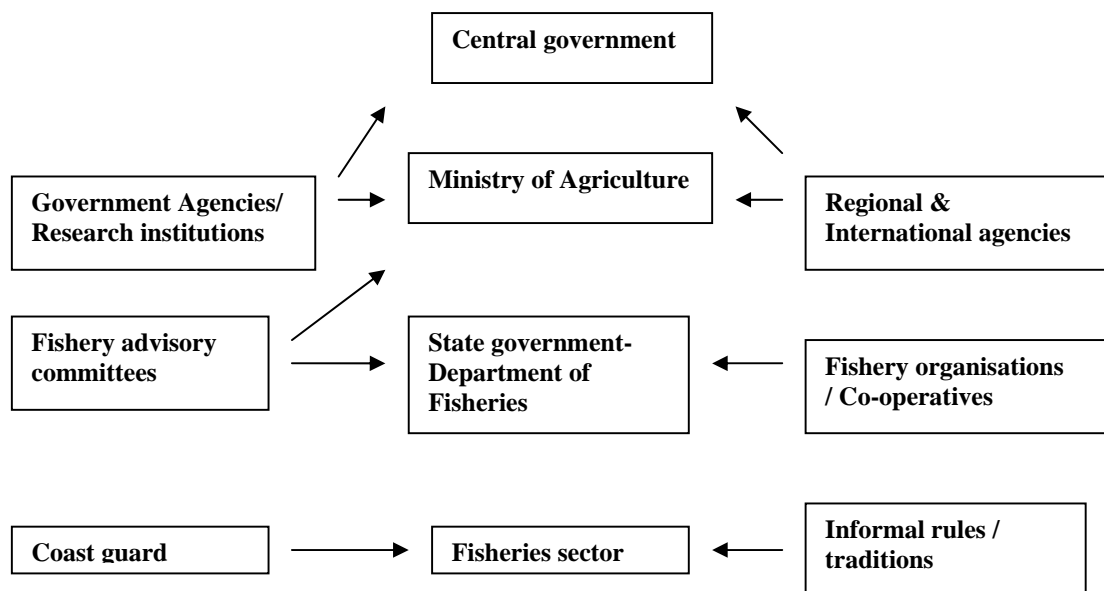 Central government
Ministry of Agriculture
Government Agencies/
Research institutions
Regional &
International agencies
Fishery advisory
committees
State government-
Department of
Fisheries
Fishery organisations
/ Co-operatives
Coast guard
Fisheries sector
Informal rules /
traditions